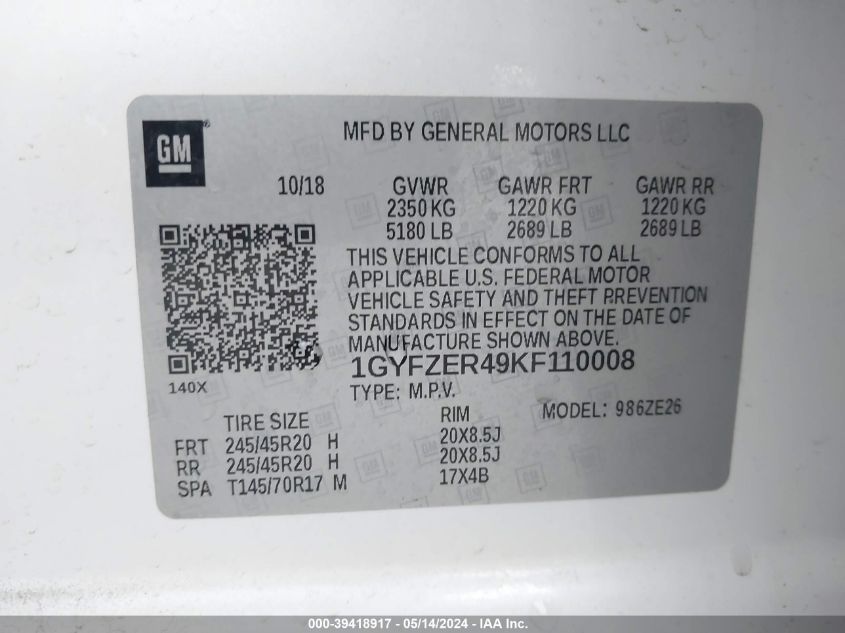 GM ®
MFD BY GENERAL MOTORS LLC
10/18 GVWR GAWR FRT GAWR RR
2350 KG 1220 KG 1220 KG
5180 LB 2689 LB 2689 LB
THIS VEHICLE CONFORMS TO ALL
APPLICABLE U.S. FEDERAL MOTOR
VEHICLE SAFETY AND THEFT PREVENTION
STANDARDS IN EFFECT ON THE DATE OF
MANUFACTURE SHOWN ABOVE.
1GYFZER49KF110008
140X
TYPE: M.P.V.
TIRE SIZE RIM MODEL: 986ZE26
FRT 245/45R20 H 20X8.5J
RR 245/45R20 H 20X8.5J
SPA T145/70R17 M 17X4B
000-39418917 - 05/14/2024 - IAA Inc.